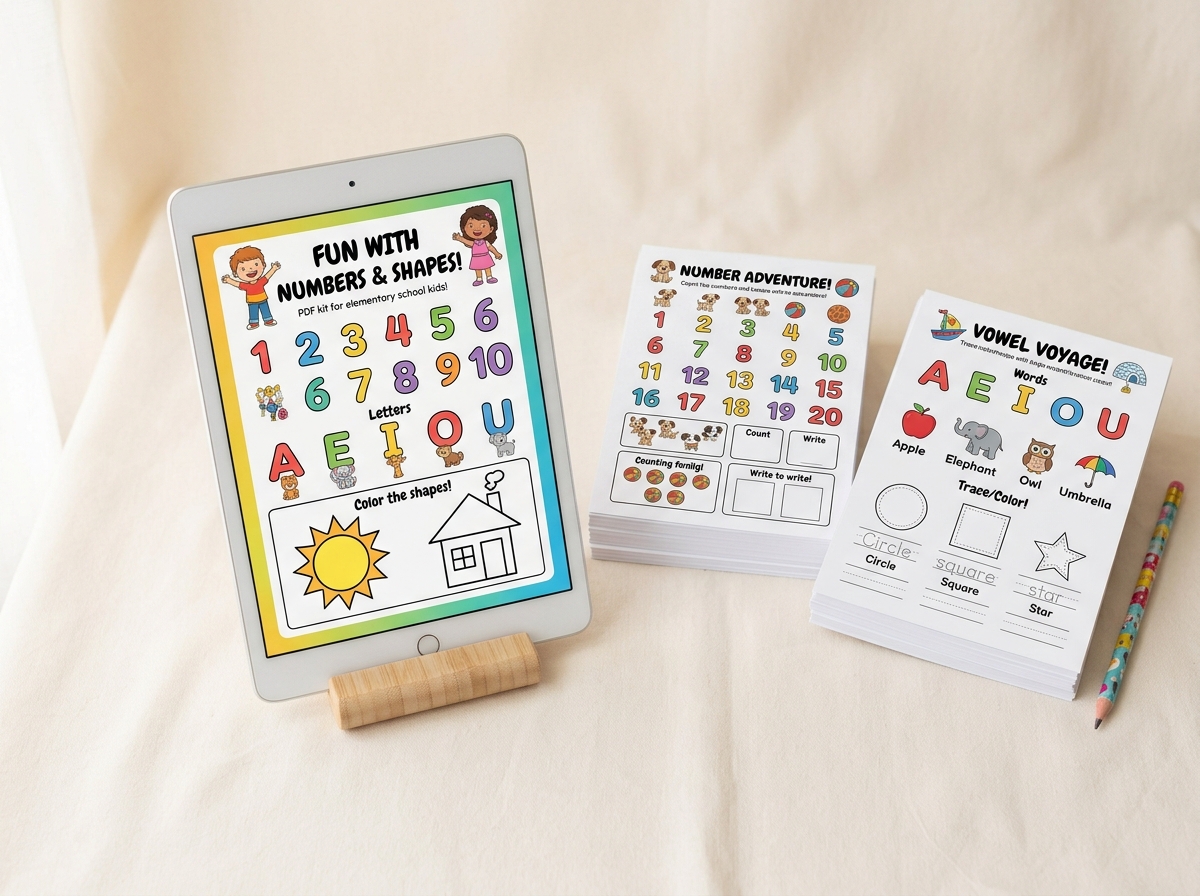 FUN WITH
NUMBERS & SHAPES!
PDF kit for elementary school kids!
1 2 3 4 5 6
6 7 8 9 10
Letters
A E I O U
Color the shapes!
NUMBER ADVENTURE!
1 2 3 4 5
6 7 8 9 10
11 12 13 14 15
16 17 18 19 20
Count
Write
Counting
Write to write!
VOWEL VOYAGE!
Words
A E I O U
Apple
Elephant
Owl
Umbrella
Trace/Color!
Circle
square
star
Circle
Square
Star